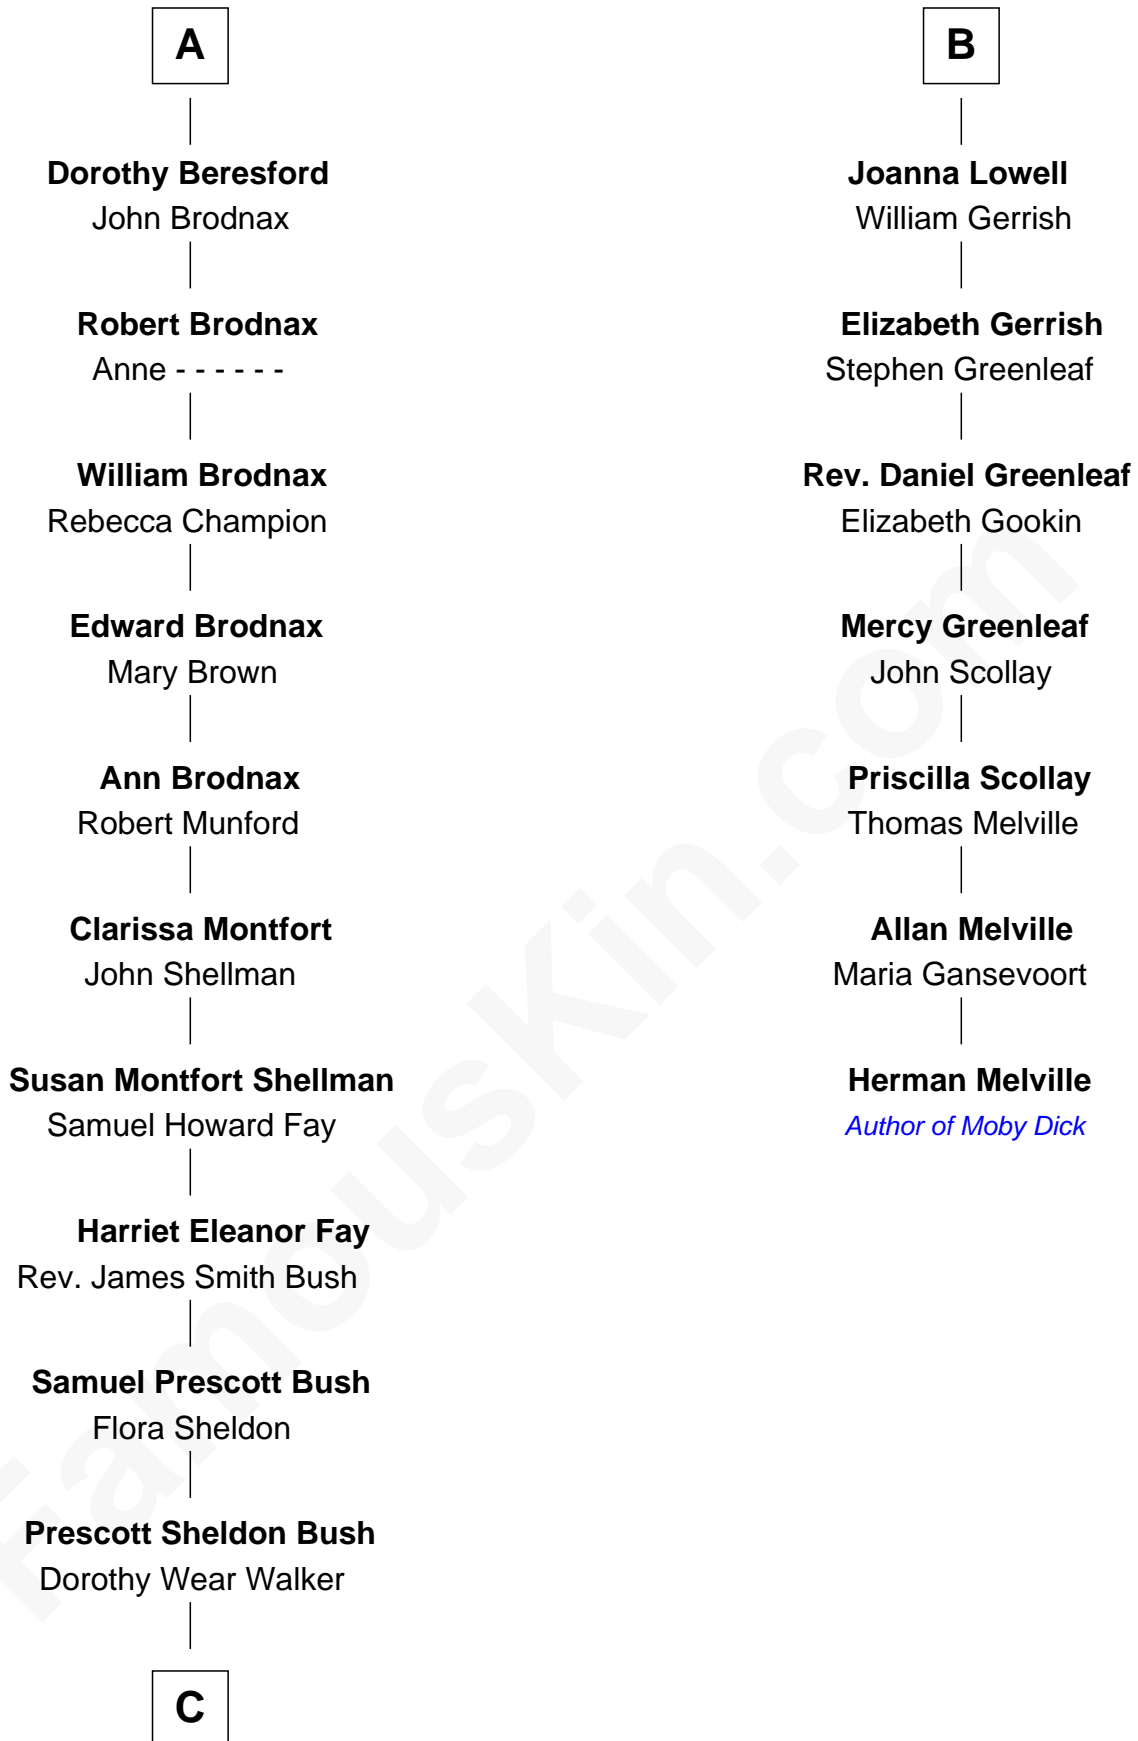 A
Dorothy Beresford
John Brodnax
Robert Brodnax
Anne - - - - - -
William Brodnax
Rebecca Champion
Edward Brodnax
Mary Brown
Ann Brodnax
Robert Munford
Clarissa Montfort
John Shellman
Susan Montfort Shellman
Samuel Howard Fay
Harriet Eleanor Fay
Rev. James Smith Bush
Samuel Prescott Bush
Flora Sheldon
Prescott Sheldon Bush
Dorothy Wear Walker
C
B
Joanna Lowell
William Gerrish
Elizabeth Gerrish
Stephen Greenleaf
Rev. Daniel Greenleaf
Elizabeth Gookin
Mercy Greenleaf
John Scollay
Priscilla Scollay
Thomas Melville
Allan Melville
Maria Gansevoort
Herman Melville
Author of Moby Dick
FamousKin.com